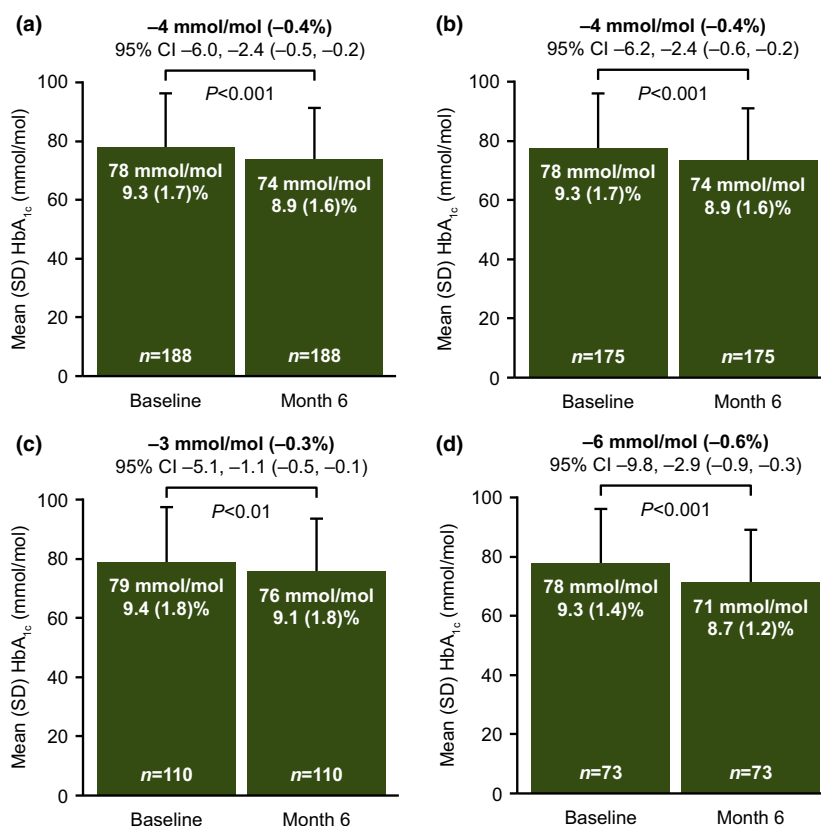 (a)
–4 mmol/mol (–0.4%)
95% CI –6.0, –2.4 (–0.5, –0.2)
P<0.001
Mean (SD) HbA1c (mmol/mol)
100
80
60
40
20
0
78 mmol/mol
9.3 (1.7)%
n=188
74 mmol/mol
8.9 (1.6)%
n=188
Baseline
Month 6
(b)
–4 mmol/mol (–0.4%)
95% CI –6.2, –2.4 (–0.6, –0.2)
P<0.001
Mean (SD) HbA1c (mmol/mol)
100
80
60
40
20
0
78 mmol/mol
9.3 (1.7)%
n=175
74 mmol/mol
8.9 (1.6)%
n=175
Baseline
Month 6
(c)
–3 mmol/mol (–0.3%)
95% CI –5.1, –1.1 (–0.5, –0.1)
P<0.01
Mean (SD) HbA1c (mmol/mol)
100
80
60
40
20
0
79 mmol/mol
9.4 (1.8)%
n=110
76 mmol/mol
9.1 (1.8)%
n=110
Baseline
Month 6
(d)
–6 mmol/mol (–0.6%)
95% CI –9.8, –2.9 (–0.9, –0.3)
P<0.001
Mean (SD) HbA1c (mmol/mol)
100
80
60
40
20
0
78 mmol/mol
9.3 (1.4)%
n=73
71 mmol/mol
8.7 (1.2)%
n=73
Baseline
Month 6